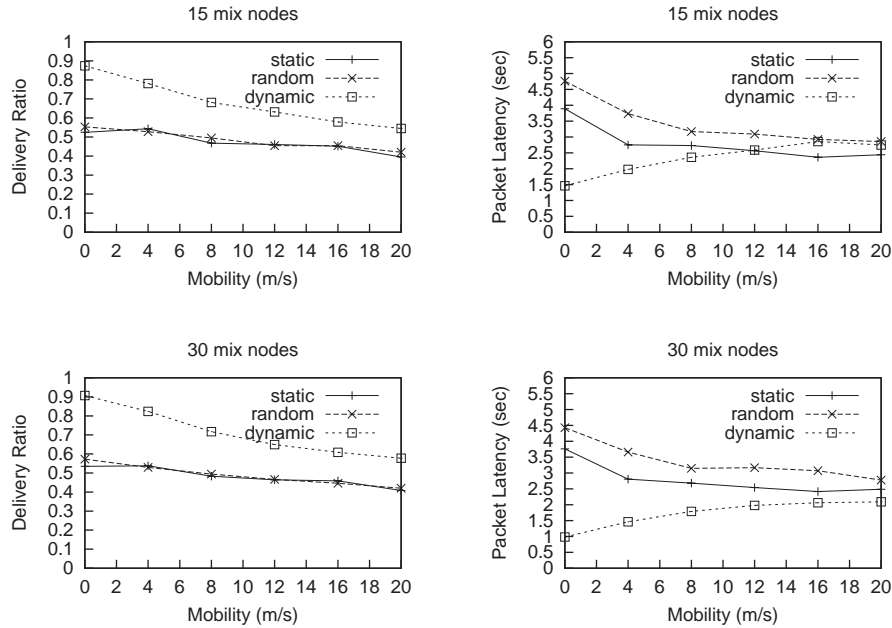 15 mix nodes
Delivery Ratio
1
0.9
0.8
0.7
0.6
0.5
0.4
0.3
0.2
0.1
0
static
random
dynamic
0 2 4 6 8 10 12 14 16 18 20
Mobility (m/s)
15 mix nodes
Packet Latency (sec)
6
5.5
5
4.5
4
3.5
3
2.5
2
1.5
1
0.5
0
static
random
dynamic
0 2 4 6 8 10 12 14 16 18 20
Mobility (m/s)
30 mix nodes
Delivery Ratio
1
0.9
0.8
0.7
0.6
0.5
0.4
0.3
0.2
0.1
0
static
random
dynamic
0 2 4 6 8 10 12 14 16 18 20
Mobility (m/s)
30 mix nodes
Packet Latency (sec)
6
5.5
5
4.5
4
3.5
3
2.5
2
1.5
1
0.5
0
static
random
dynamic
0 2 4 6 8 10 12 14 16 18 20
Mobility (m/s)